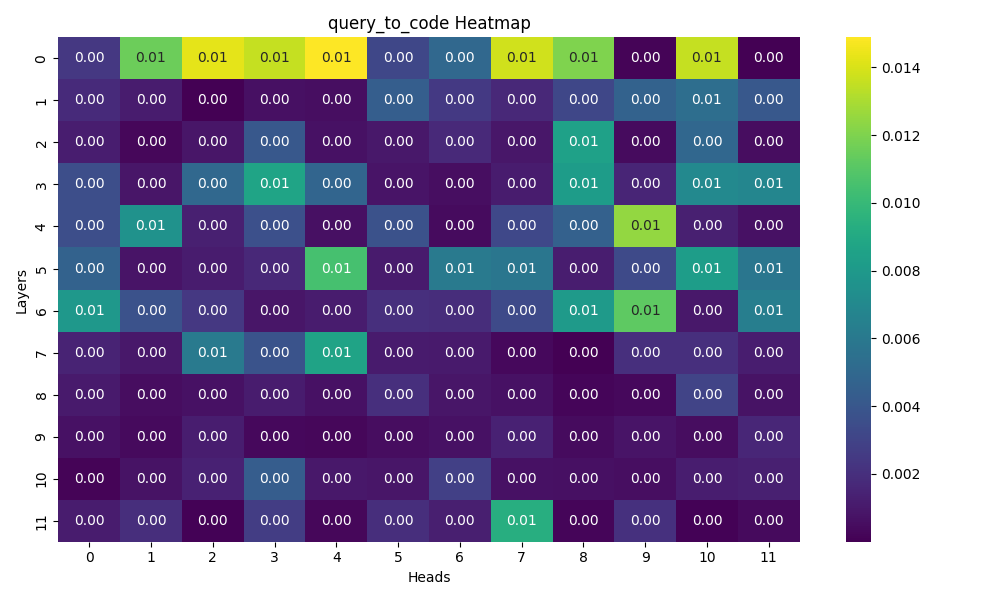 query_to_code Heatmap
0 0.00 0.01 0.01 0.01 0.01 0.00 0.00 0.01 0.01 0.00 0.01 0.00
1 0.00 0.00 0.00 0.00 0.00 0.00 0.00 0.00 0.00 0.00 0.01 0.00
2 0.00 0.00 0.00 0.00 0.00 0.00 0.00 0.00 0.01 0.00 0.00 0.00
3 0.00 0.00 0.00 0.01 0.00 0.00 0.00 0.00 0.01 0.00 0.01 0.01
4 0.00 0.01 0.00 0.00 0.00 0.00 0.00 0.00 0.00 0.01 0.00 0.00
5 0.00 0.00 0.00 0.00 0.01 0.00 0.01 0.01 0.00 0.00 0.01 0.01
6 0.01 0.00 0.00 0.00 0.00 0.00 0.00 0.00 0.01 0.01 0.00 0.01
7 0.00 0.00 0.01 0.00 0.01 0.00 0.00 0.00 0.00 0.00 0.00 0.00
8 0.00 0.00 0.00 0.00 0.00 0.00 0.00 0.00 0.00 0.00 0.00 0.00
9 0.00 0.00 0.00 0.00 0.00 0.00 0.00 0.00 0.00 0.00 0.00 0.00
10 0.00 0.00 0.00 0.00 0.00 0.00 0.00 0.00 0.00 0.00 0.00 0.00
11 0.00 0.00 0.00 0.00 0.00 0.00 0.00 0.01 0.00 0.00 0.00 0.00
0 1 2 3 4 5 6 7 8 9 10 11
Heads
Layers
0.014
0.012
0.010
0.008
0.006
0.004
0.002